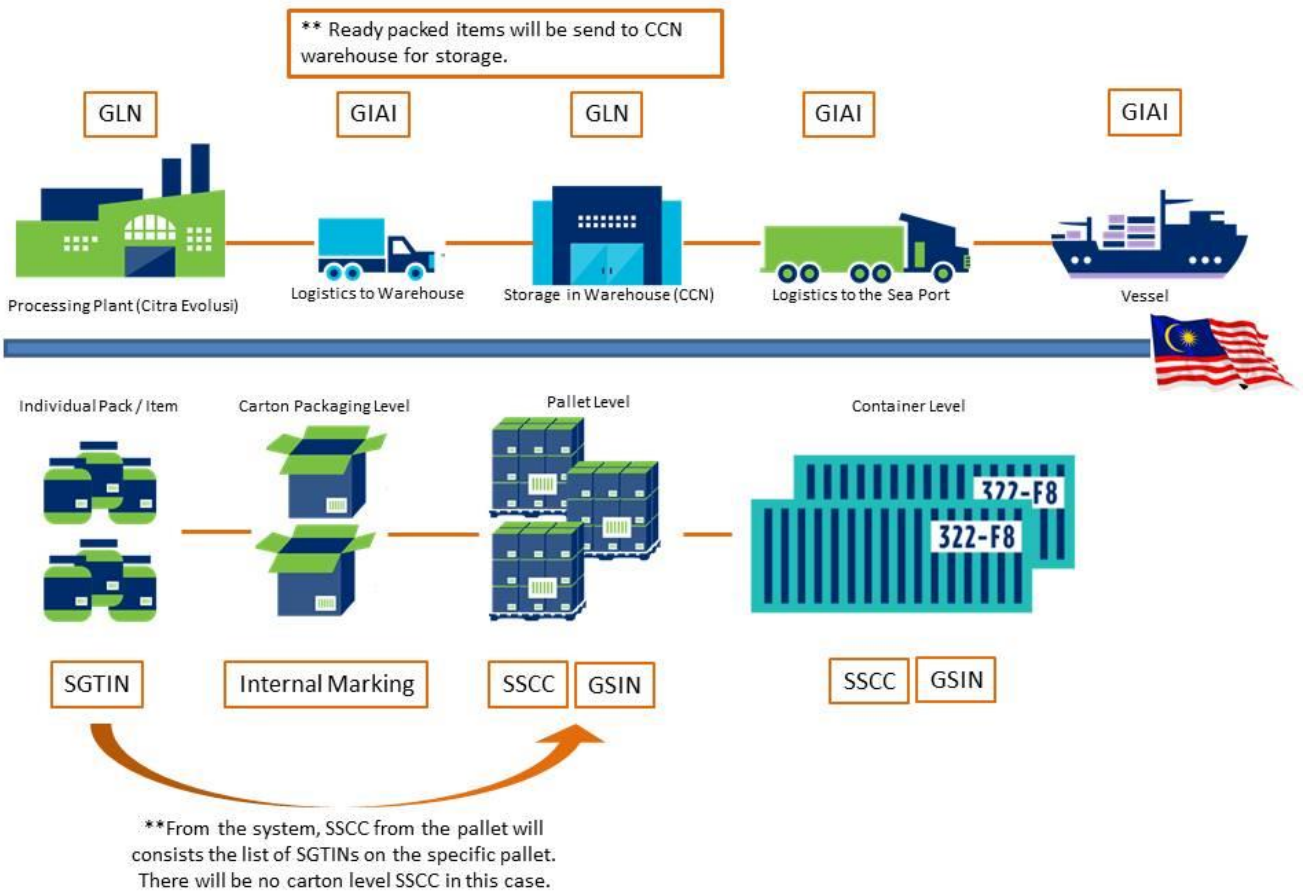 ** Ready packed items will be send to CCN
warehouse for storage.
GLN
GIAI
GLN
GIAI
GIAI
Processing Plant (Citra Evolusi)
Logistics to Warehouse
Storage in Warehouse (CCN)
Logistics to the Sea Port
Vessel
Individual Pack / Item
Carton Packaging Level
Pallet Level
Container Level
322-F8
322-F8
SGTIN
Internal Marking
SSCC
GSIN
SSCC
GSIN
**From the system, SSCC from the pallet will
consists the list of SGTINs on the specific pallet.
There will be no carton level SSCC in this case.